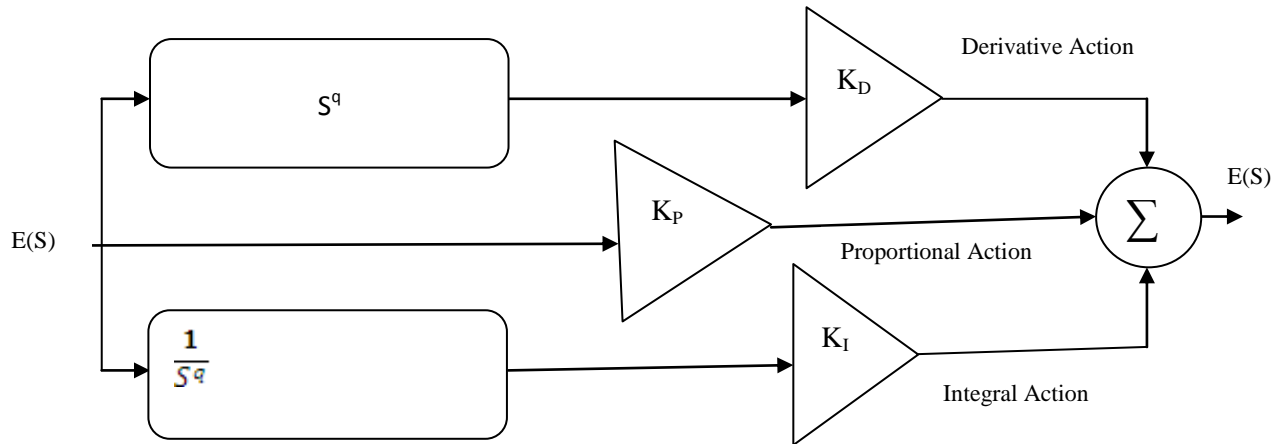 Derivative Action
S^q
K_D
E(S)
K_P
∑
E(S)
Proportional Action
1
S^q
K_I
Integral Action